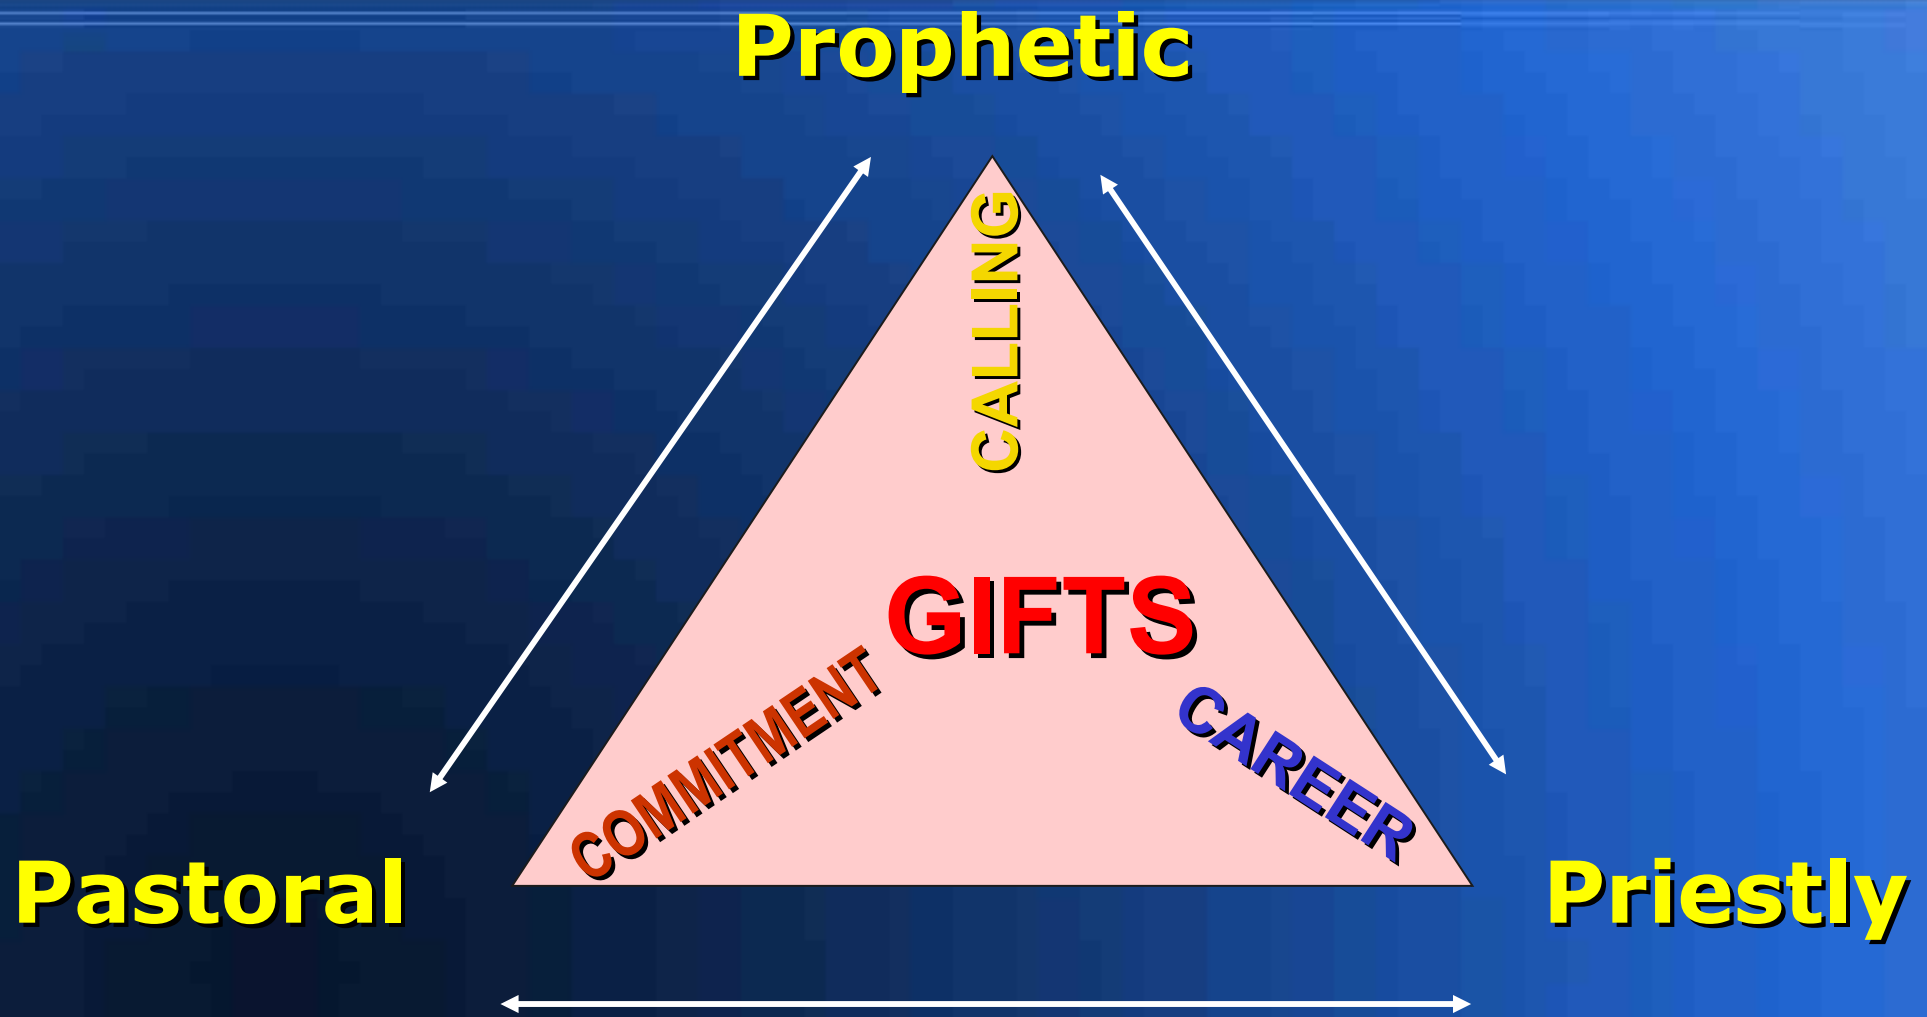 Prophetic
CALLING
GIFTS
COMMITMENT
CAREER
Pastoral
Priestly